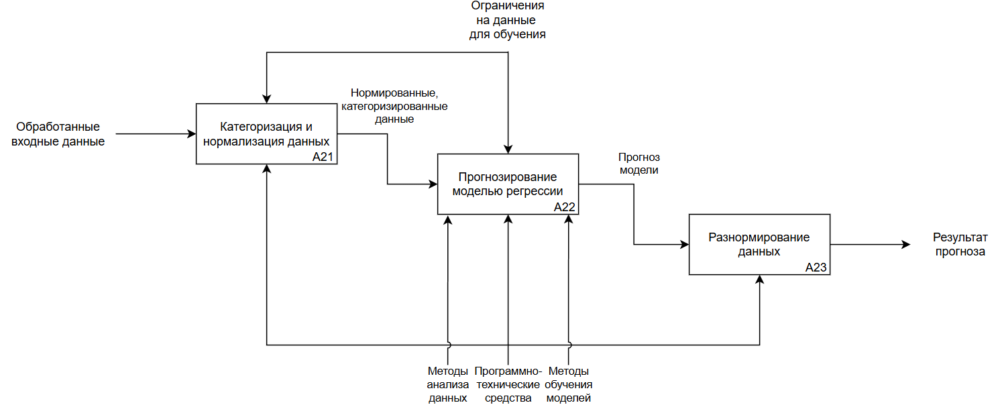 Ограничения
на данные
для обучения
Нормированные,
категоризированные
данные
Обработанные
входные данные
Категоризация и
нормализация данных
A21
Прогнозирование
моделью регрессии
A22
Прогноз
модели
Разнормирование
данных
A23
Результат
прогноза
Методы
анализа
данных
Программно-
технические
средства
Методы
обучения
моделей